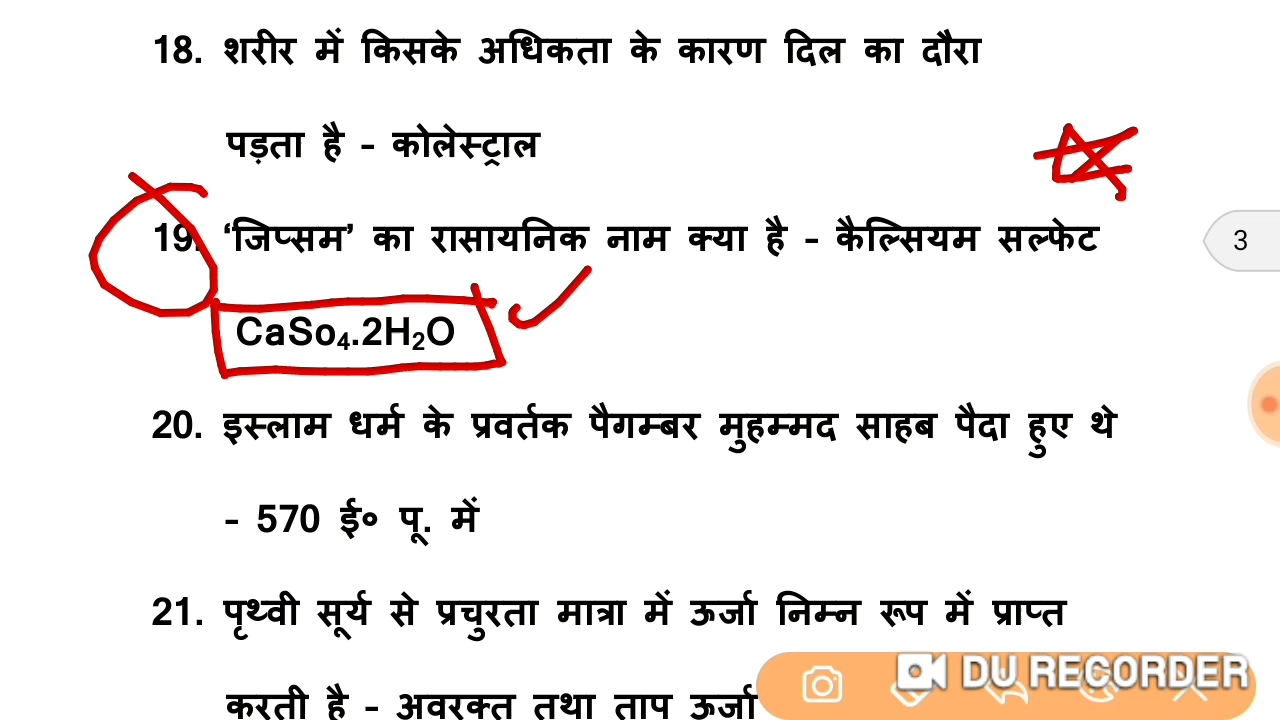 18. शरीर में किसके अधिकता के कारण दिल का दौरा
पड़ता है - कोलेस्ट्राल
19. ‘जिप्सम’ का रासायनिक नाम क्या है - कैल्सियम सल्फेट
CaSo₄.2H₂O
3
20. इस्लाम धर्म के प्रवर्तक पैगम्बर मुहम्मद साहब पैदा हुए थे
- 570 ई० पू. में
21. पृथ्वी सूर्य से प्रचुरता मात्रा में ऊर्जा निम्न रूप में प्राप्त
करती है - अवरक्त तथा ताप ऊर्जा
DU RECORDER